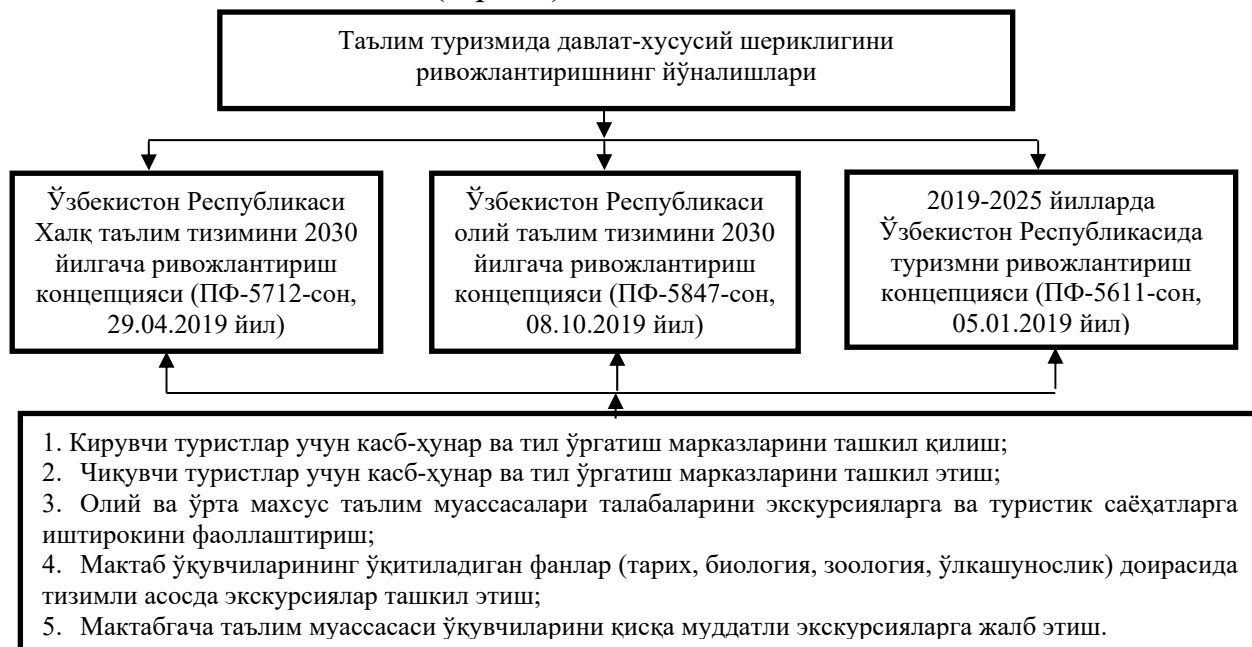 Таълим туризмида давлат-хусусий шериклигини
ривожлантиришнинг йўналишлари
Ўзбекистон Республикаси
Халқ таълим тизимини 2030
йилгача ривожлантириш
концепцияси (ПФ-5712-сон,
29.04.2019 йил)
Ўзбекистон Республикаси
олий таълим тизимини 2030
йилгача ривожлантириш
концепцияси (ПФ-5847-сон,
08.10.2019 йил)
2019-2025 йилларда
Ўзбекистон Республикасида
туризмни ривожлантириш
концепцияси (ПФ-5611-сон,
05.01.2019 йил)
1. Кирувчи туристлар учун касб-ҳунар ва тил ўргатиш марказларини ташкил қилиш;
2. Чиқувчи туристлар учун касб-ҳунар ва тил ўргатиш марказларини ташкил этиш;
3. Олий ва ўрта махсус таълим муассасалари талабаларини экскурсияларга ва туристик саёҳатларга
иштирокини фаоллаштириш;
4. Мактаб ўқувчиларининг ўқитиладиган фанлар (тарих, биология, зоология, ўлкашунослик) доирасида
тизимли асосда экскурсиялар ташкил этиш;
5. Мактабгача таълим муассасаси ўқувчиларини қисқа муддатли экскурсияларга жалб этиш.